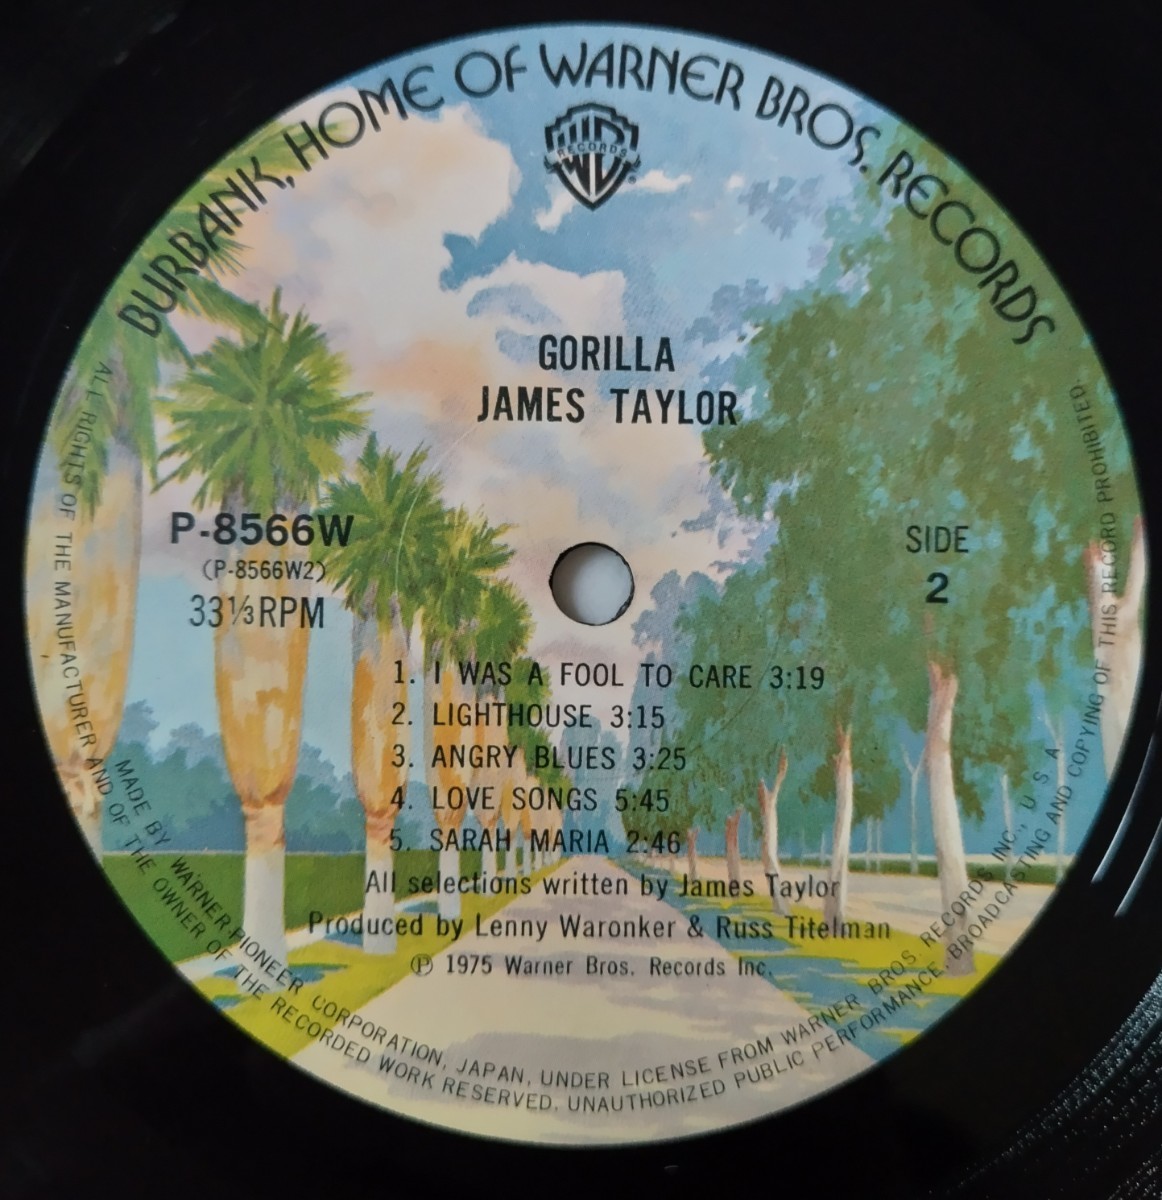 BURBANK, HOME OF WARNER BROS. RECORDS
WB
RECORDS
GORILLA
JAMES TAYLOR
P-8566W
(P-8566W2)
33⅓RPM
SIDE
2
1. I WAS A FOOL TO CARE 3:19
2. LIGHTHOUSE 3:15
3. ANGRY BLUES 3:25
4. LOVE SONGS 5:45
5. SARAH MARIA 2:46
All selections written by James Taylor
Produced by Lenny Waronker & Russ Titelman
Ⓟ 1975 Warner Bros. Records Inc.
MADE BY WARNER-PIONEER CORPORATION, JAPAN, UNDER LICENSE FROM WARNER BROS RECORDS INC., U. S. A
ALL RIGHTS OF THE MANUFACTURER AND OF THE OWNER OF THE RECORDED WORK RESERVED. UNAUTHORIZED PUBLIC PERFORMANCE, BROADCASTING AND COPYING OF THIS RECORD PROHIBITED